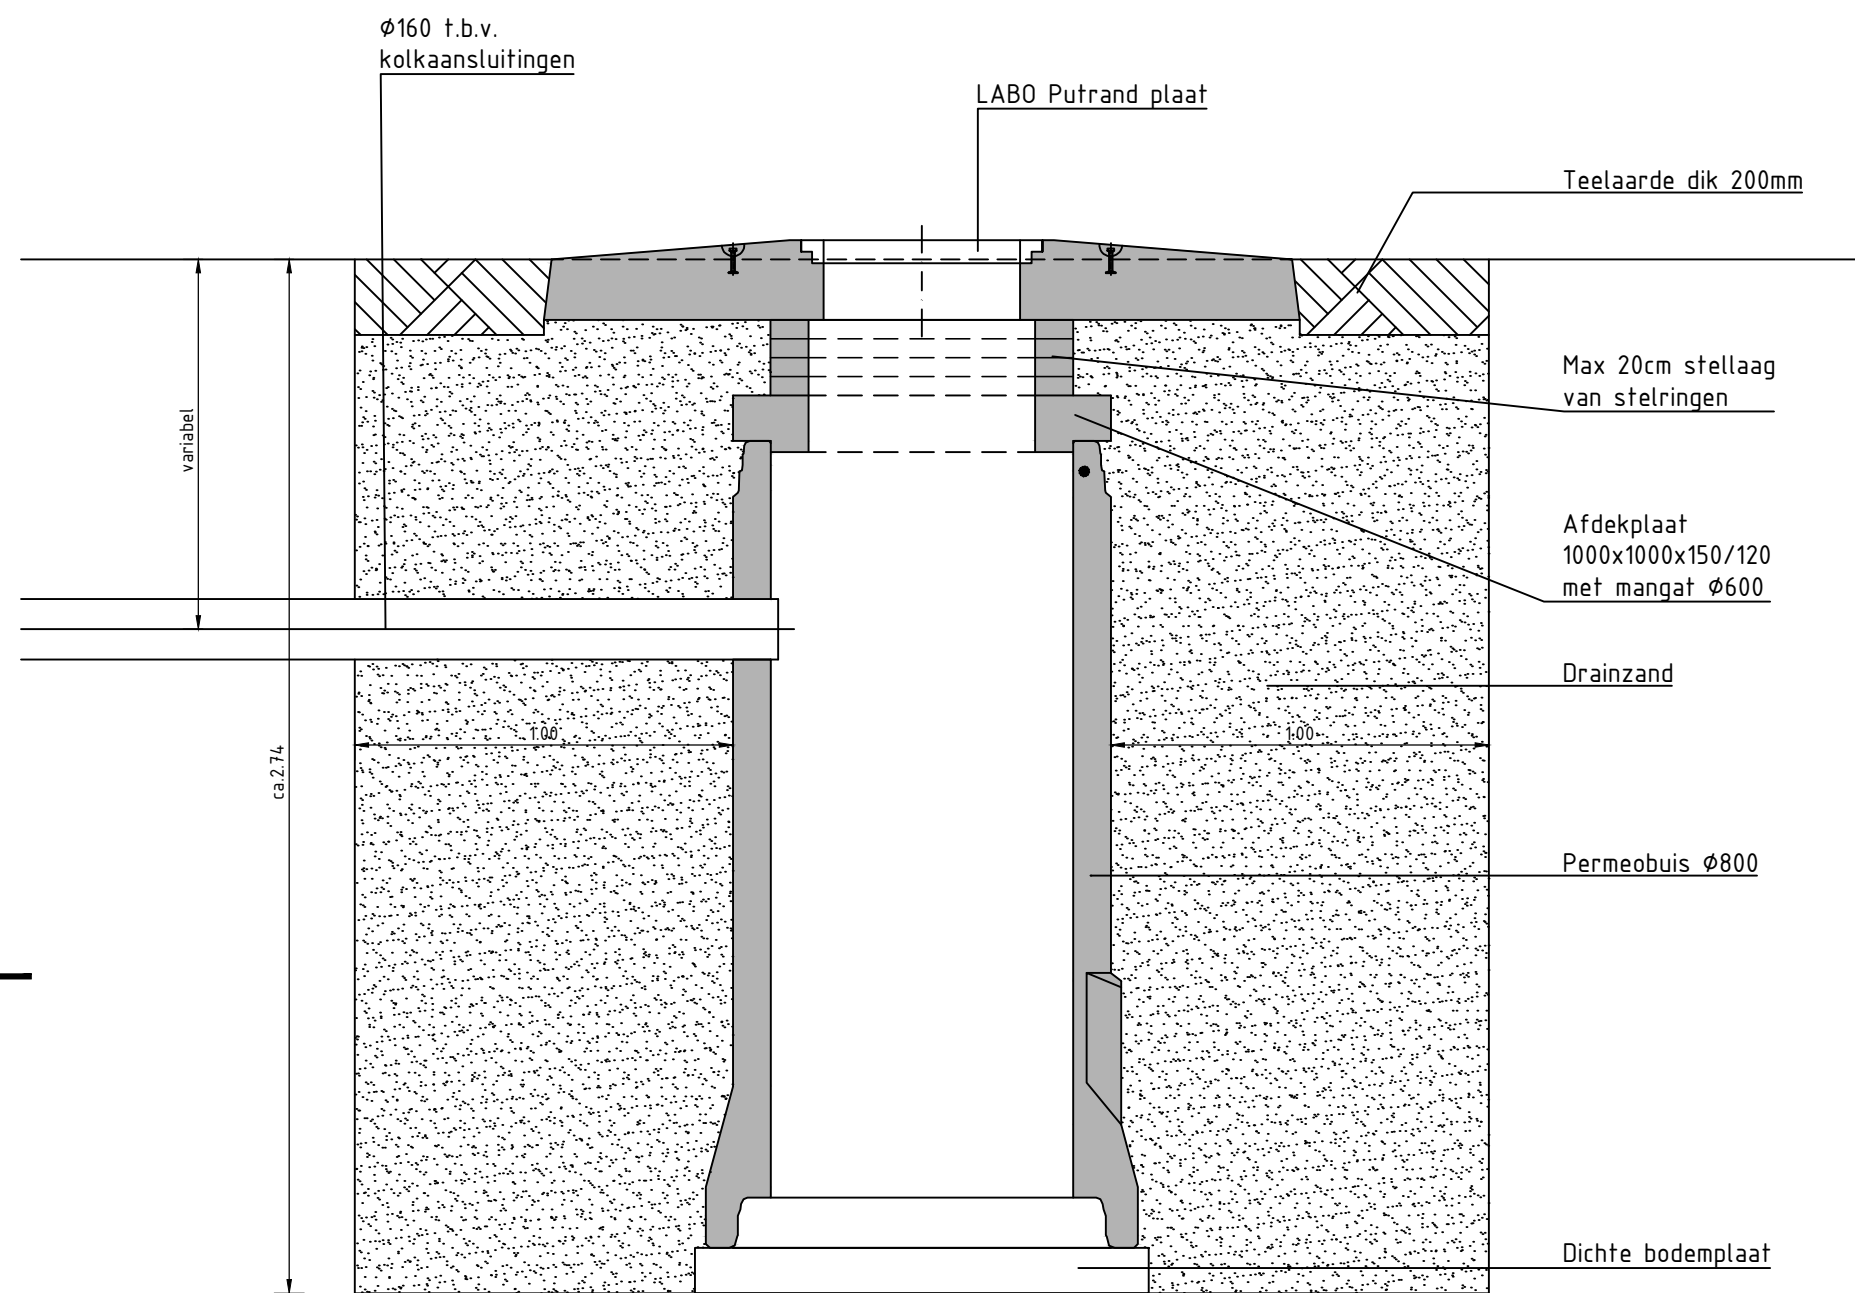 Ø160 t.b.v.
kolkaansluitingen
LABO Putrand plaat
Teelaarde dik 200mm
Max 20cm stellaag
van stelringen
variabel
Afdekplaat
1000x1000x150/120
met mangat Ø600
Drainzand
1.00
1.00
ca.2.74
Permeobuis Ø800
Dichte bodemplaat